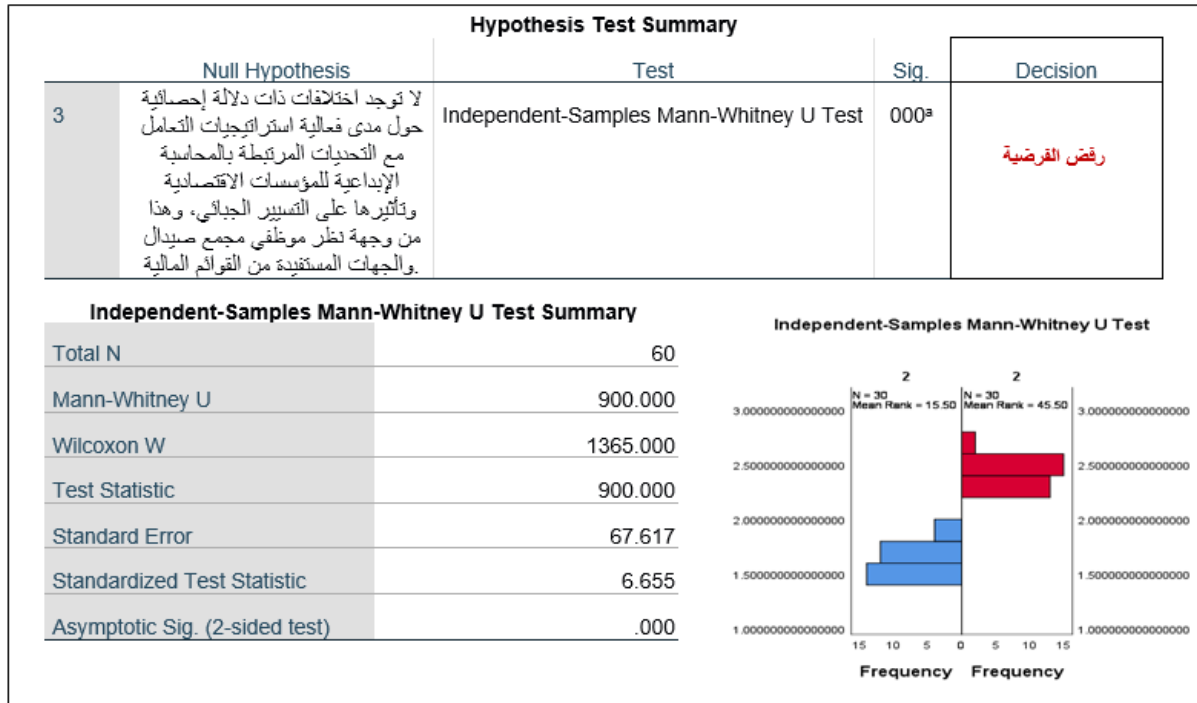 Hypothesis Test Summary
Null Hypothesis Test Sig. Decision
3
لا توجد اختلافات ذات دلالة إحصائية
حول مدى فعالية استراتيجيات التعامل
مع التحديات المرتبطة بالمحاسبة
الإبداعية للمؤسسات الاقتصادية
وتأثيرها على التسيير الجبائي، وهذا
من وجهة نظر موظفي مجمع صيدال
.والجهات المستفيدة من القوائم المالية
Independent-Samples Mann-Whitney U Test
000ᵃ
رفض الفرضية
Independent-Samples Mann-Whitney U Test Summary
Total N 60
Mann-Whitney U 900.000
Wilcoxon W 1365.000
Test Statistic 900.000
Standard Error 67.617
Standardized Test Statistic 6.655
Asymptotic Sig. (2-sided test) .000
Independent-Samples Mann-Whitney U Test
2 2
N = 30 N = 30
Mean Rank = 15.50 Mean Rank = 45.50
3.000000000000000 3.000000000000000
2.500000000000000 2.500000000000000
2.000000000000000 2.000000000000000
1.500000000000000 1.500000000000000
1.000000000000000 1.000000000000000
15 10 5 0 5 10 15
Frequency Frequency